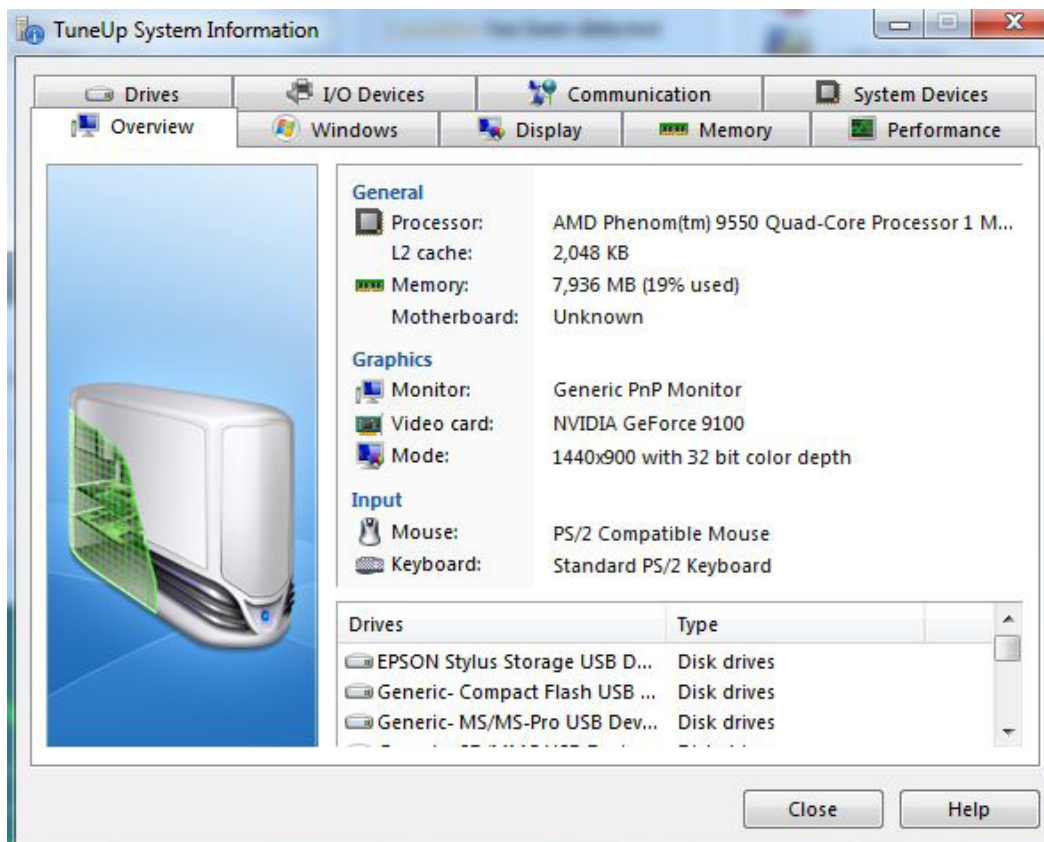 TuneUp System Information
Drives I/O Devices Communication System Devices
Overview Windows Display Memory Performance
General
Processor: AMD Phenom(tm) 9550 Quad-Core Processor 1 M...
L2 cache: 2,048 KB
Memory: 7,936 MB (19% used)
Motherboard: Unknown
Graphics
Monitor: Generic PnP Monitor
Video card: NVIDIA GeForce 9100
Mode: 1440x900 with 32 bit color depth
Input
Mouse: PS/2 Compatible Mouse
Keyboard: Standard PS/2 Keyboard
Drives Type
EPSON Stylus Storage USB D... Disk drives
Generic- Compact Flash USB ... Disk drives
Generic- MS/MS-Pro USB Dev... Disk drives
Close Help